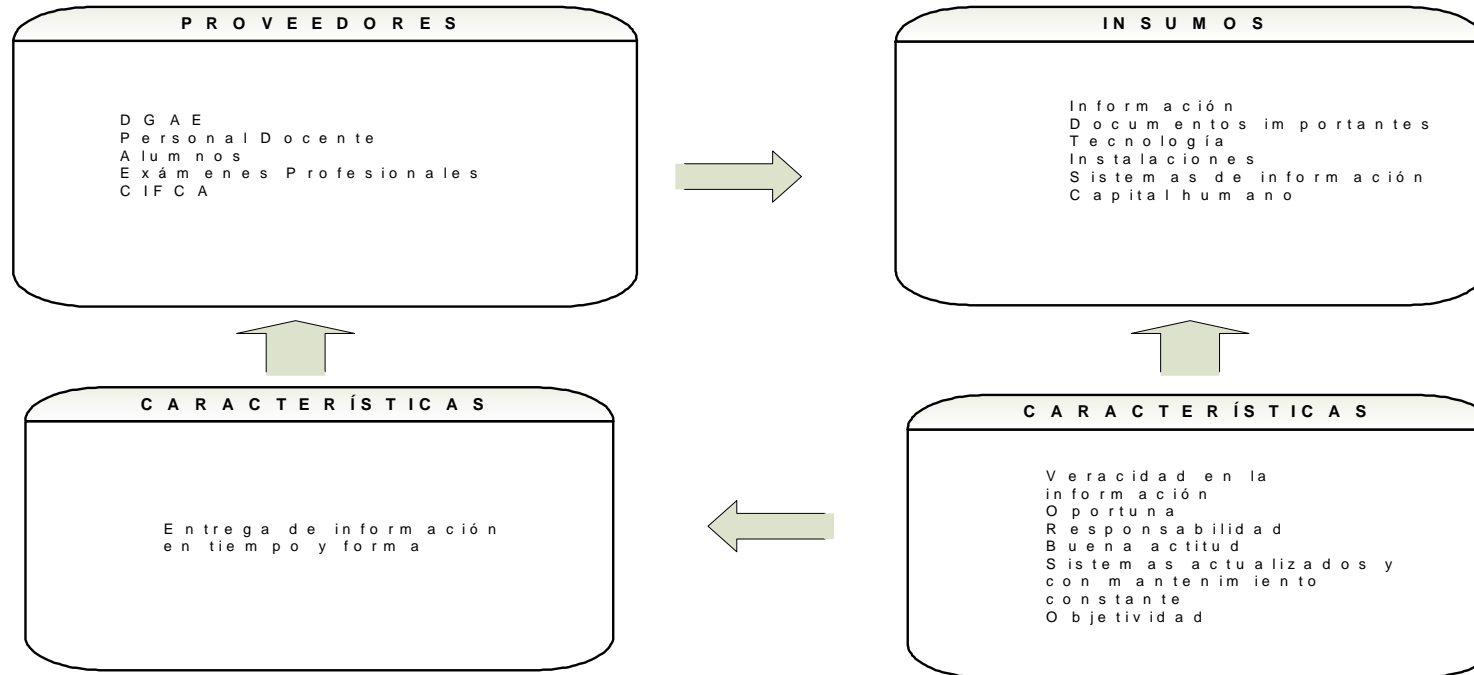 PROVEEDORES
DGAE
Personal Docente
Alumnos
Exámenes Profesionales
CIFCA
INSUMOS
Información
Documentos importantes
Tecnología
Instalaciones
Sistemas de información
Capital humano
CARACTERÍSTICAS
Entrega de información
en tiempo y forma
CARACTERÍSTICAS
Veracidad en la
información
Oportuna
Responsabilidad
Buena actitud
Sistemas actualizados y
con mantenimiento
constante
Objetividad